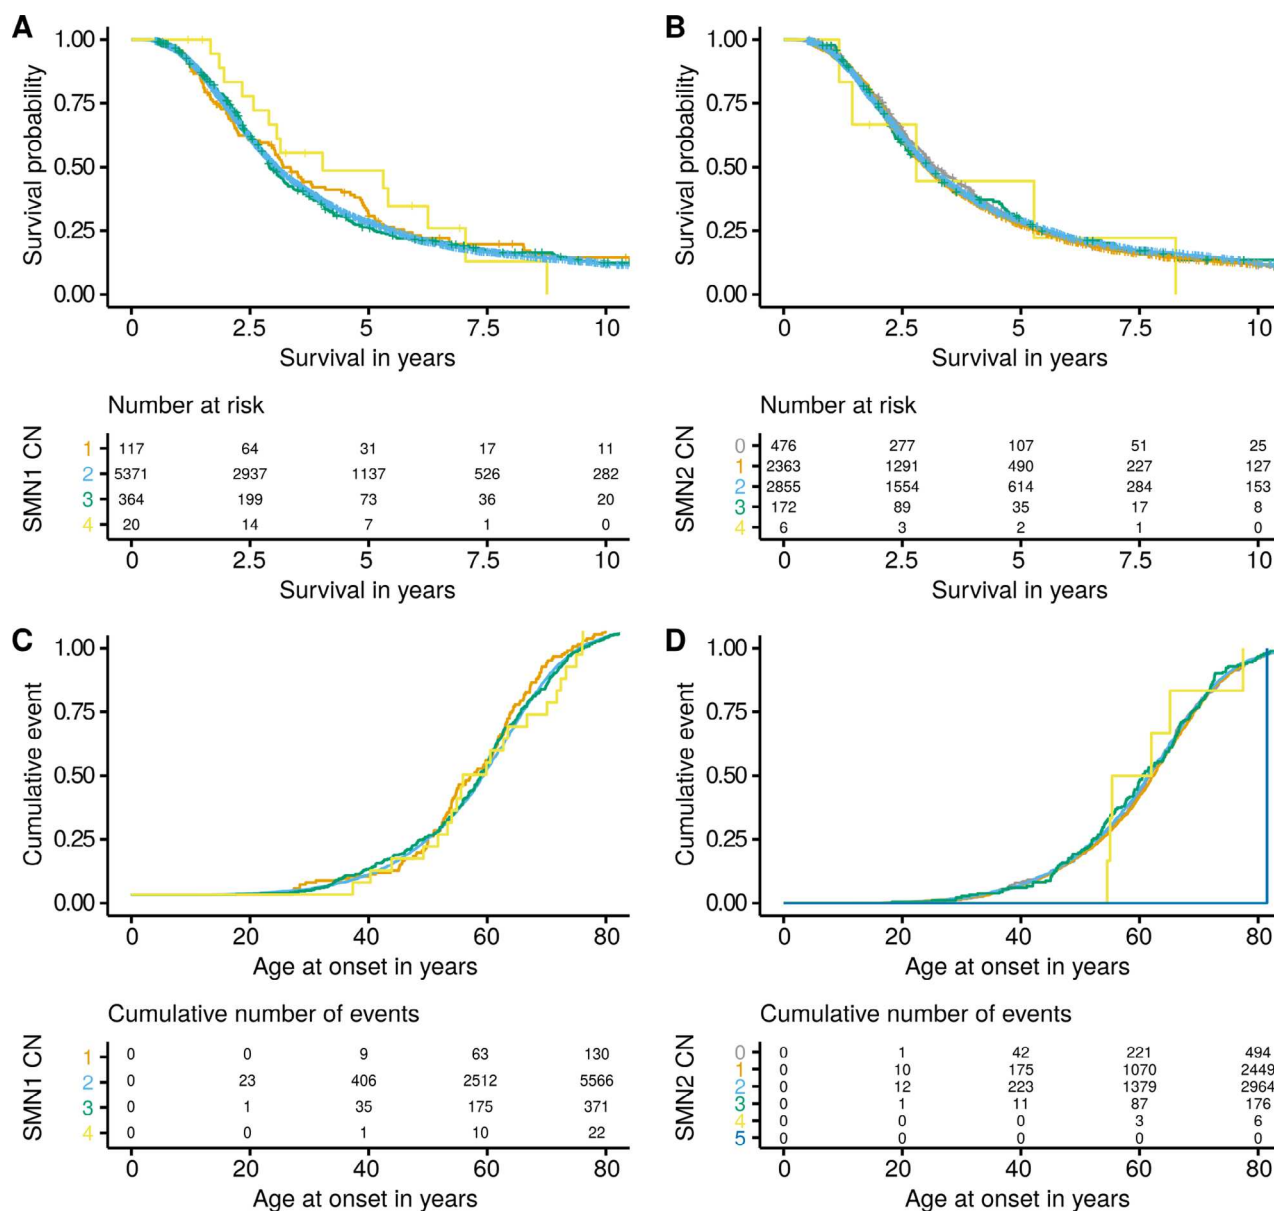 A
Survival probability
1.00
0.75
0.50
0.25
0.00
0 2.5 5 7.5 10
Survival in years
Number at risk
SMN1 CN
1 117 64 31 17 11
2 5371 2937 1137 526 282
3 364 199 73 36 20
4 20 14 7 1 0
0 2.5 5 7.5 10
Survival in years
B
Survival probability
1.00
0.75
0.50
0.25
0.00
0 2.5 5 7.5 10
Survival in years
Number at risk
SMN2 CN
0 476 277 107 51 25
1 2363 1291 490 227 127
2 2855 1554 614 284 153
3 172 89 35 17 8
4 6 3 2 1 0
0 2.5 5 7.5 10
Survival in years
C
Cumulative event
1.00
0.75
0.50
0.25
0.00
0 20 40 60 80
Age at onset in years
Cumulative number of events
SMN1 CN
1 0 0 9 63 130
2 0 23 406 2512 5566
3 0 1 35 175 371
4 0 0 1 10 22
0 20 40 60 80
Age at onset in years
D
Cumulative event
1.00
0.75
0.50
0.25
0.00
0 20 40 60 80
Age at onset in years
Cumulative number of events
SMN2 CN
0 0 1 42 221 494
1 0 10 175 1070 2449
2 0 12 223 1379 2964
3 0 1 11 87 176
4 0 0 0 3 6
5 0 0 0 0 0
0 20 40 60 80
Age at onset in years